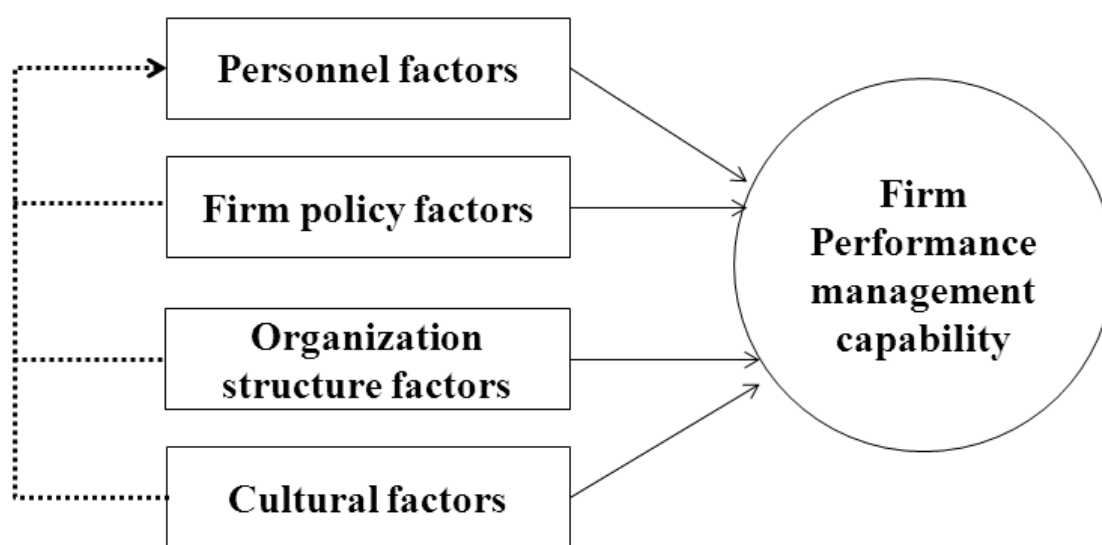 Personnel factors
Firm policy factors
Organization
structure factors
Cultural factors
Firm
Performance
management
capability